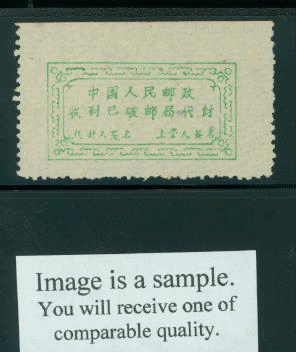 中國人民邮政
收到已破邮局代封
代封人签名 主管人签名
Image is a sample.
You will receive one of
comparable quality.